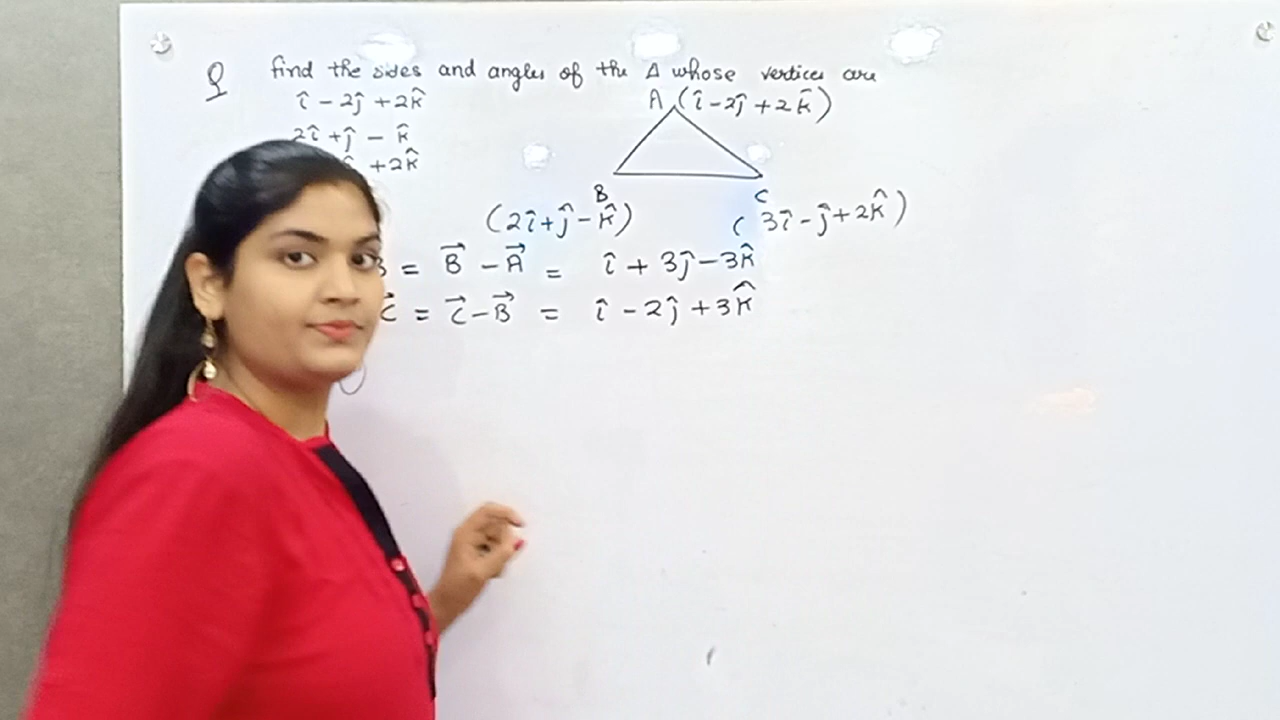 Q find the sides and angles of the Δ whose vertices are
î - 2ĵ + 2k̂
A (î - 2ĵ + 2k̂)
2î + ĵ - k̂
+ 2k̂
B
C
(2î + ĵ - k̂)
(3î - ĵ + 2k̂)
= B⃗ - A⃗ = î + 3ĵ - 3k̂
C⃗ = C⃗ - B⃗ = î - 2ĵ + 3k̂